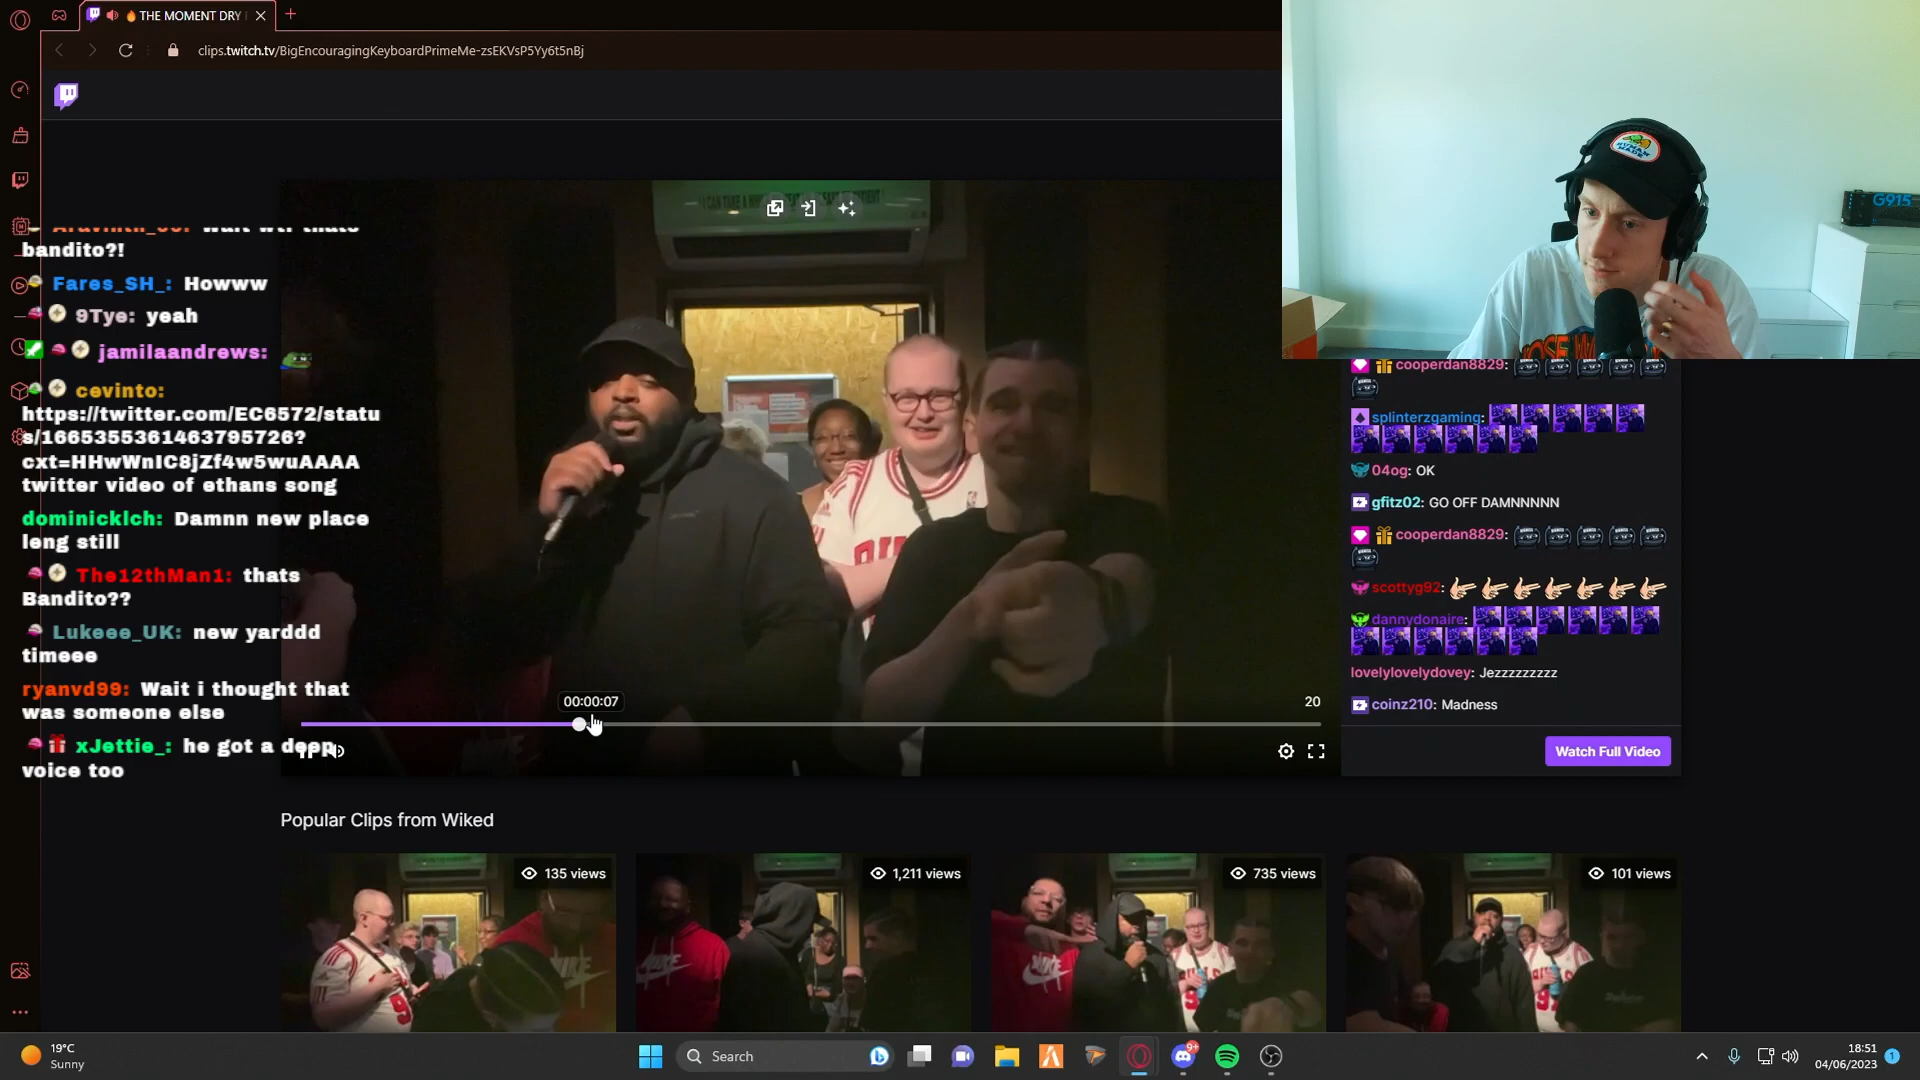 🔥 THE MOMENT DRY
clips.twitch.tv/BigEncouragingKeyboardPrimeMe-zsEKVsP5Yy6t5nBj
HUMAN
MADE
G915
bandito?!
Fares_SH_: Howww
9Tye: yeah
jamilaandrews:
cevinto:
https://twitter.com/EC6572/statu
s/1665355361463795726?
cxt=HHwWnIC8jZf4w5wuAAAA
twitter video of ethans song
dominicklch: Damnn new place
leng still
The12thMan1: thats
Bandito??
Lukeee_UK: new yarddd
timeee
ryanvd99: Wait i thought that
was someone else
xJettie_: he got a deep
voice too
00:00:07
20
cooperdan8829:
splinterzgaming:
04og: OK
gfitz02: GO OFF DAMNNNNN
cooperdan8829:
scottyg92:
dannydonaire:
lovelylovelydovey: Jezzzzzzzzz
coinz210: Madness
Watch Full Video
Popular Clips from Wiked
135 views
1,211 views
735 views
101 views
19°C
Sunny
Search
9+
18:51
04/06/2023
1